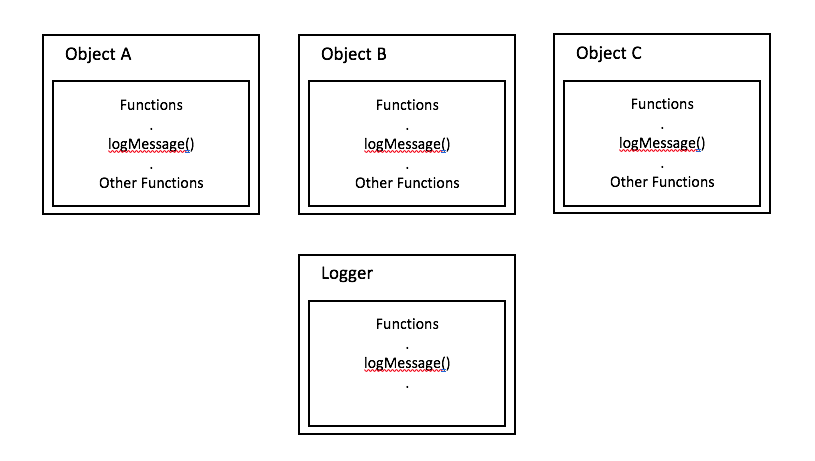 Object A
Functions
.
logMessage()
.
Other Functions
Object B
Functions
.
logMessage()
.
Other Functions
Object C
Functions
.
logMessage()
.
Other Functions
Logger
Functions
.
logMessage()
.